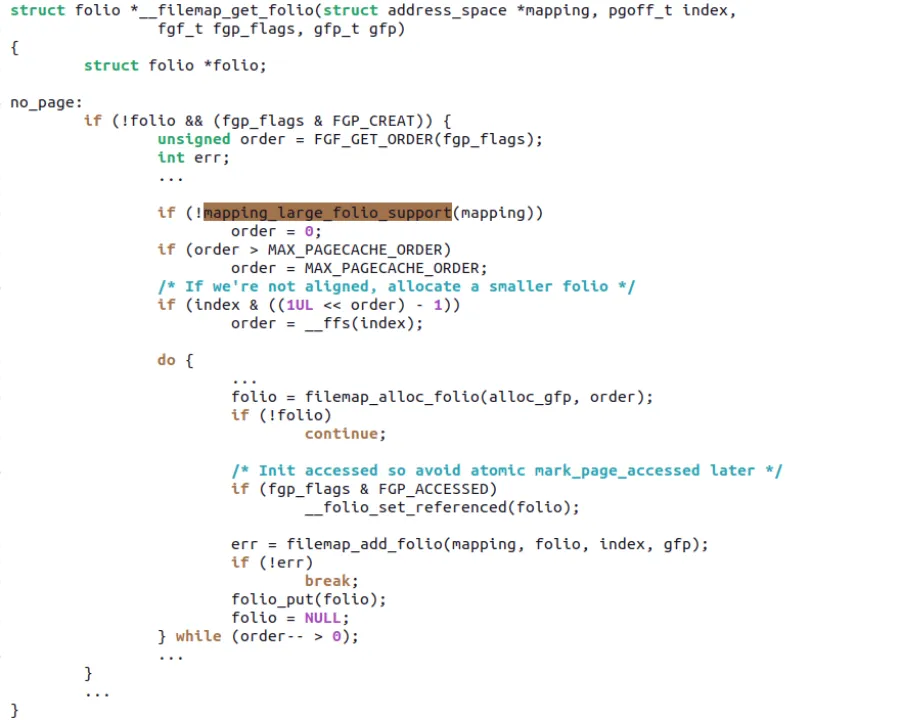 struct folio *__filemap_get_folio(struct address_space *mapping, pgoff_t index,
                fgf_t fgp_flags, gfp_t gfp)
{
        struct folio *folio;

no_page:
        if (!folio && (fgp_flags & FGP_CREAT)) {
                unsigned order = FGF_GET_ORDER(fgp_flags);
                int err;
                ...

                if (!mapping_large_folio_support(mapping))
                        order = 0;
                if (order > MAX_PAGECACHE_ORDER)
                        order = MAX_PAGECACHE_ORDER;
                /* If we're not aligned, allocate a smaller folio */
                if (index & ((1UL << order) - 1))
                        order = __ffs(index);

                do {
                        ...
                        folio = filemap_alloc_folio(alloc_gfp, order);
                        if (!folio)
                                continue;

                        /* Init accessed so avoid atomic mark_page_accessed later */
                        if (fgp_flags & FGP_ACCESSED)
                                __folio_set_referenced(folio);

                        err = filemap_add_folio(mapping, folio, index, gfp);
                        if (!err)
                                break;
                        folio_put(folio);
                        folio = NULL;
                } while (order-- > 0);
                ...
        }
        ...
}